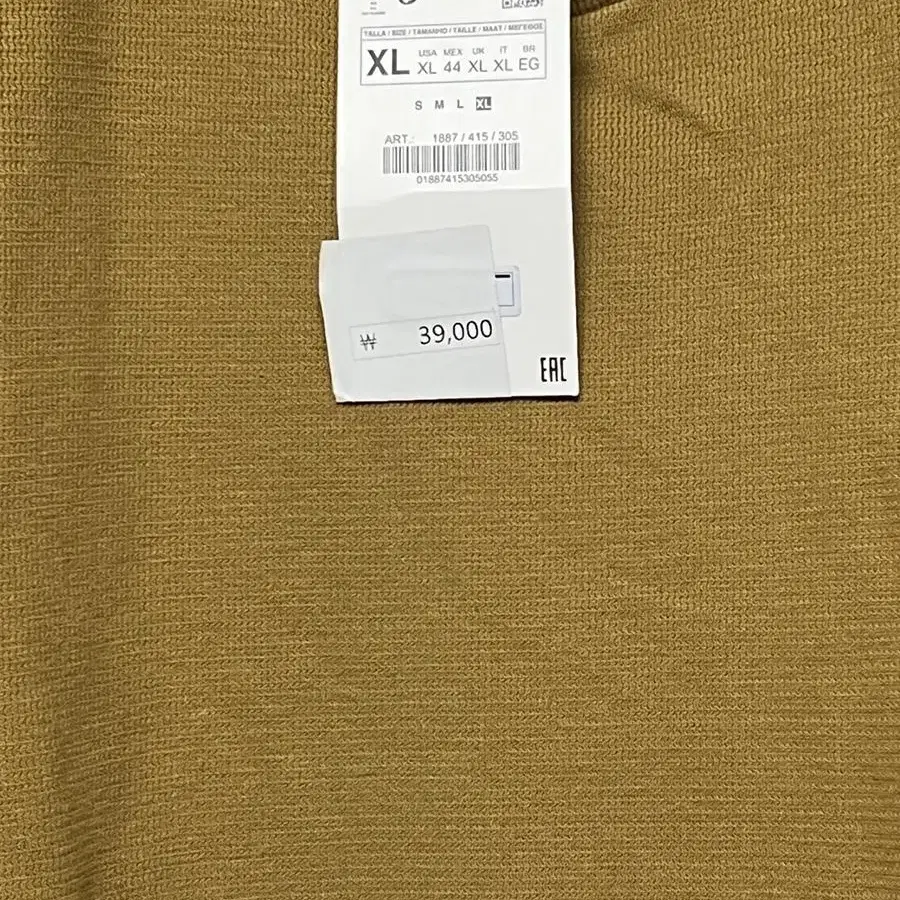 TALLA / SIZE / TAMANHO / TAILLE / MAAT / ΜΕΓΕΘΟΣ
XL
USA MEX UK IT BR
XL 44 XL XL EG
S M L XL
ART.: 1887 / 415 / 305
01887415305055
₩ 39,000
EAC